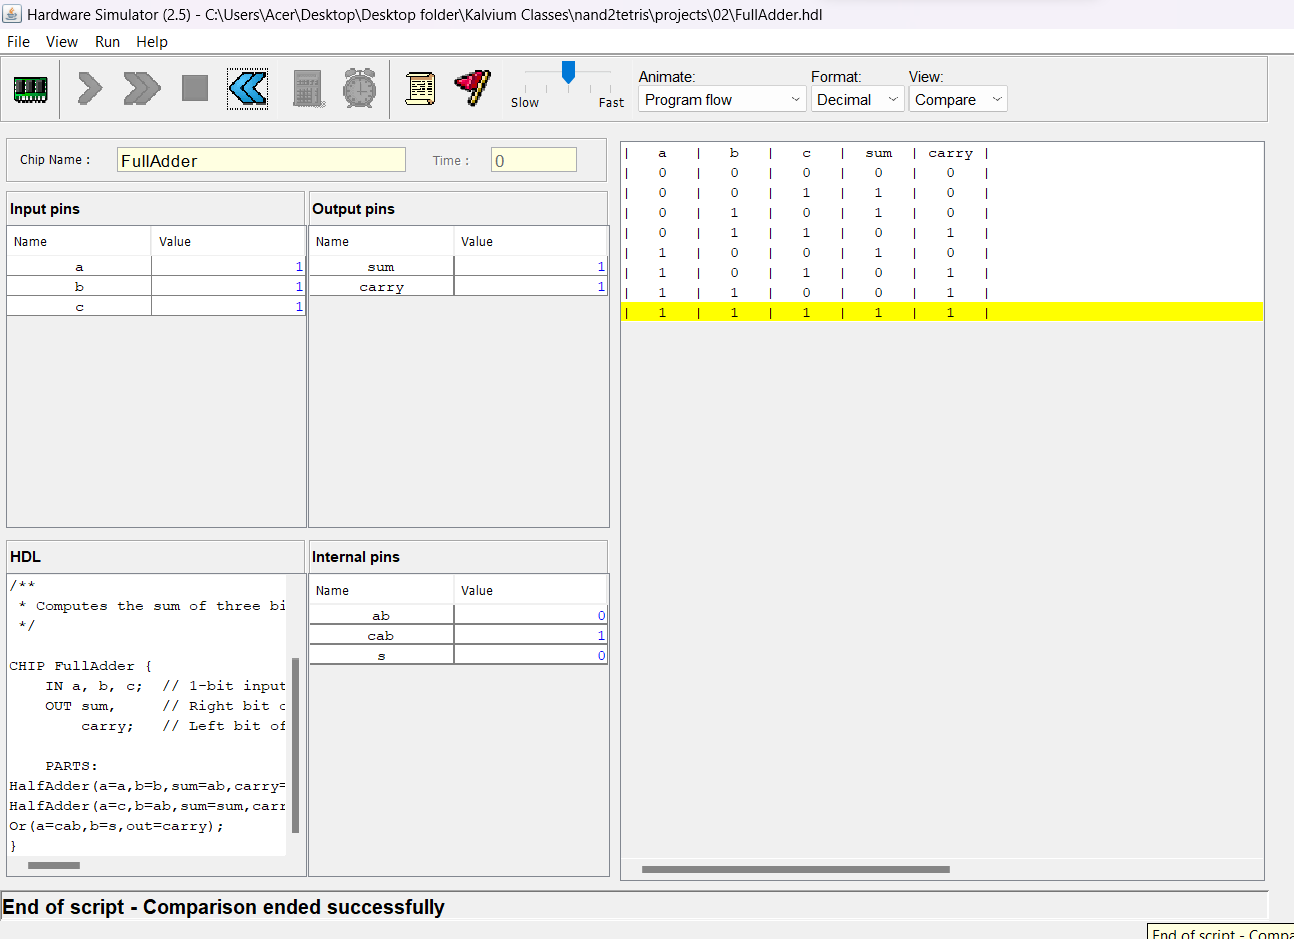 Hardware Simulator (2.5) - C:\Users\Acer\Desktop\Desktop folder\Kalvium Classes\nand2tetris\projects\02\FullAdder.hdl
File View Run Help
Slow Fast
Animate: Format: View:
Program flow Decimal Compare
Chip Name : FullAdder Time : 0
Input pins
Name Value
a 1
b 1
c 1
Output pins
Name Value
sum 1
carry 1
| a | b | c | sum | carry |
| 0 | 0 | 0 | 0 | 0 |
| 0 | 0 | 1 | 1 | 0 |
| 0 | 1 | 0 | 1 | 0 |
| 0 | 1 | 1 | 0 | 1 |
| 1 | 0 | 0 | 1 | 0 |
| 1 | 0 | 1 | 0 | 1 |
| 1 | 1 | 0 | 0 | 1 |
| 1 | 1 | 1 | 1 | 1 |
HDL
/**
* Computes the sum of three bi
*/
CHIP FullAdder {
IN a, b, c; // 1-bit input
OUT sum, // Right bit o
carry; // Left bit of
PARTS:
HalfAdder(a=a,b=b,sum=ab,carry=
HalfAdder(a=c,b=ab,sum=sum,carr
Or(a=cab,b=s,out=carry);
}
Internal pins
Name Value
ab 0
cab 1
s 0
End of script - Comparison ended successfully
End of script - Compa